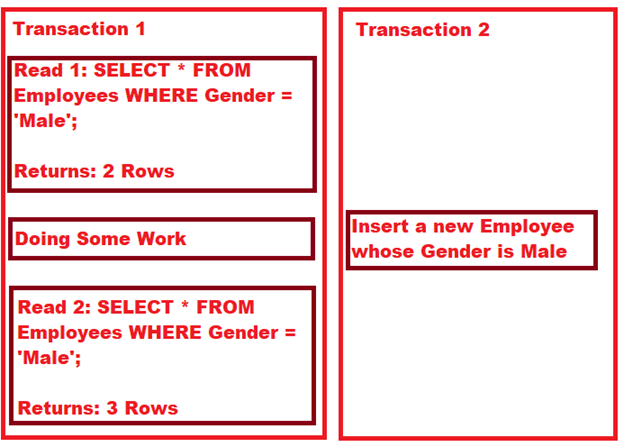 Transaction 1
Read 1: SELECT * FROM
Employees WHERE Gender =
'Male';
Returns: 2 Rows
Doing Some Work
Read 2: SELECT * FROM
Employees WHERE Gender =
'Male';
Returns: 3 Rows
Transaction 2
Insert a new Employee
whose Gender is Male